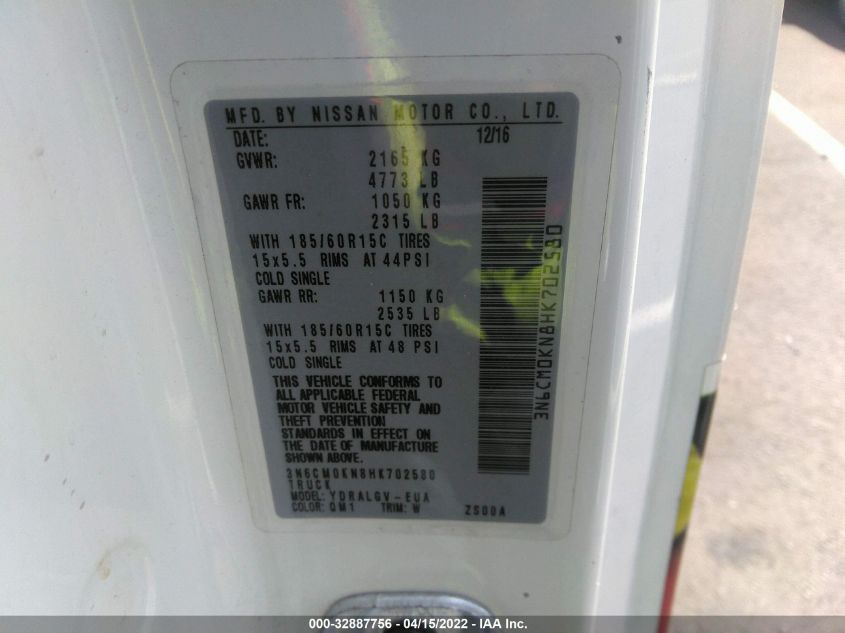 MFD. BY NISSAN MOTOR CO., LTD.
DATE: 12/16
GVWR: 2165 KG
4773 LB
GAWR FR: 1050 KG
2315 LB
WITH 185/60R15C TIRES
15x5.5 RIMS AT 44PSI
COLD SINGLE
GAWR RR: 1150 KG
2535 LB
WITH 185/60R15C TIRES
15x5.5 RIMS AT 48 PSI
COLD SINGLE
THIS VEHICLE CONFORMS TO
ALL APPLICABLE FEDERAL
MOTOR VEHICLE SAFETY AND
THEFT PREVENTION
STANDARDS IN EFFECT ON
THE DATE OF MANUFACTURE
SHOWN ABOVE.
3N6CM0KN8HK702580
TRUCK
MODEL: YDRALGV-EUA
COLOR: QM1 TRIM: W ZS00A
3N6CM0KN8HK702580
000-32887756 - 04/15/2022 - IAA Inc.